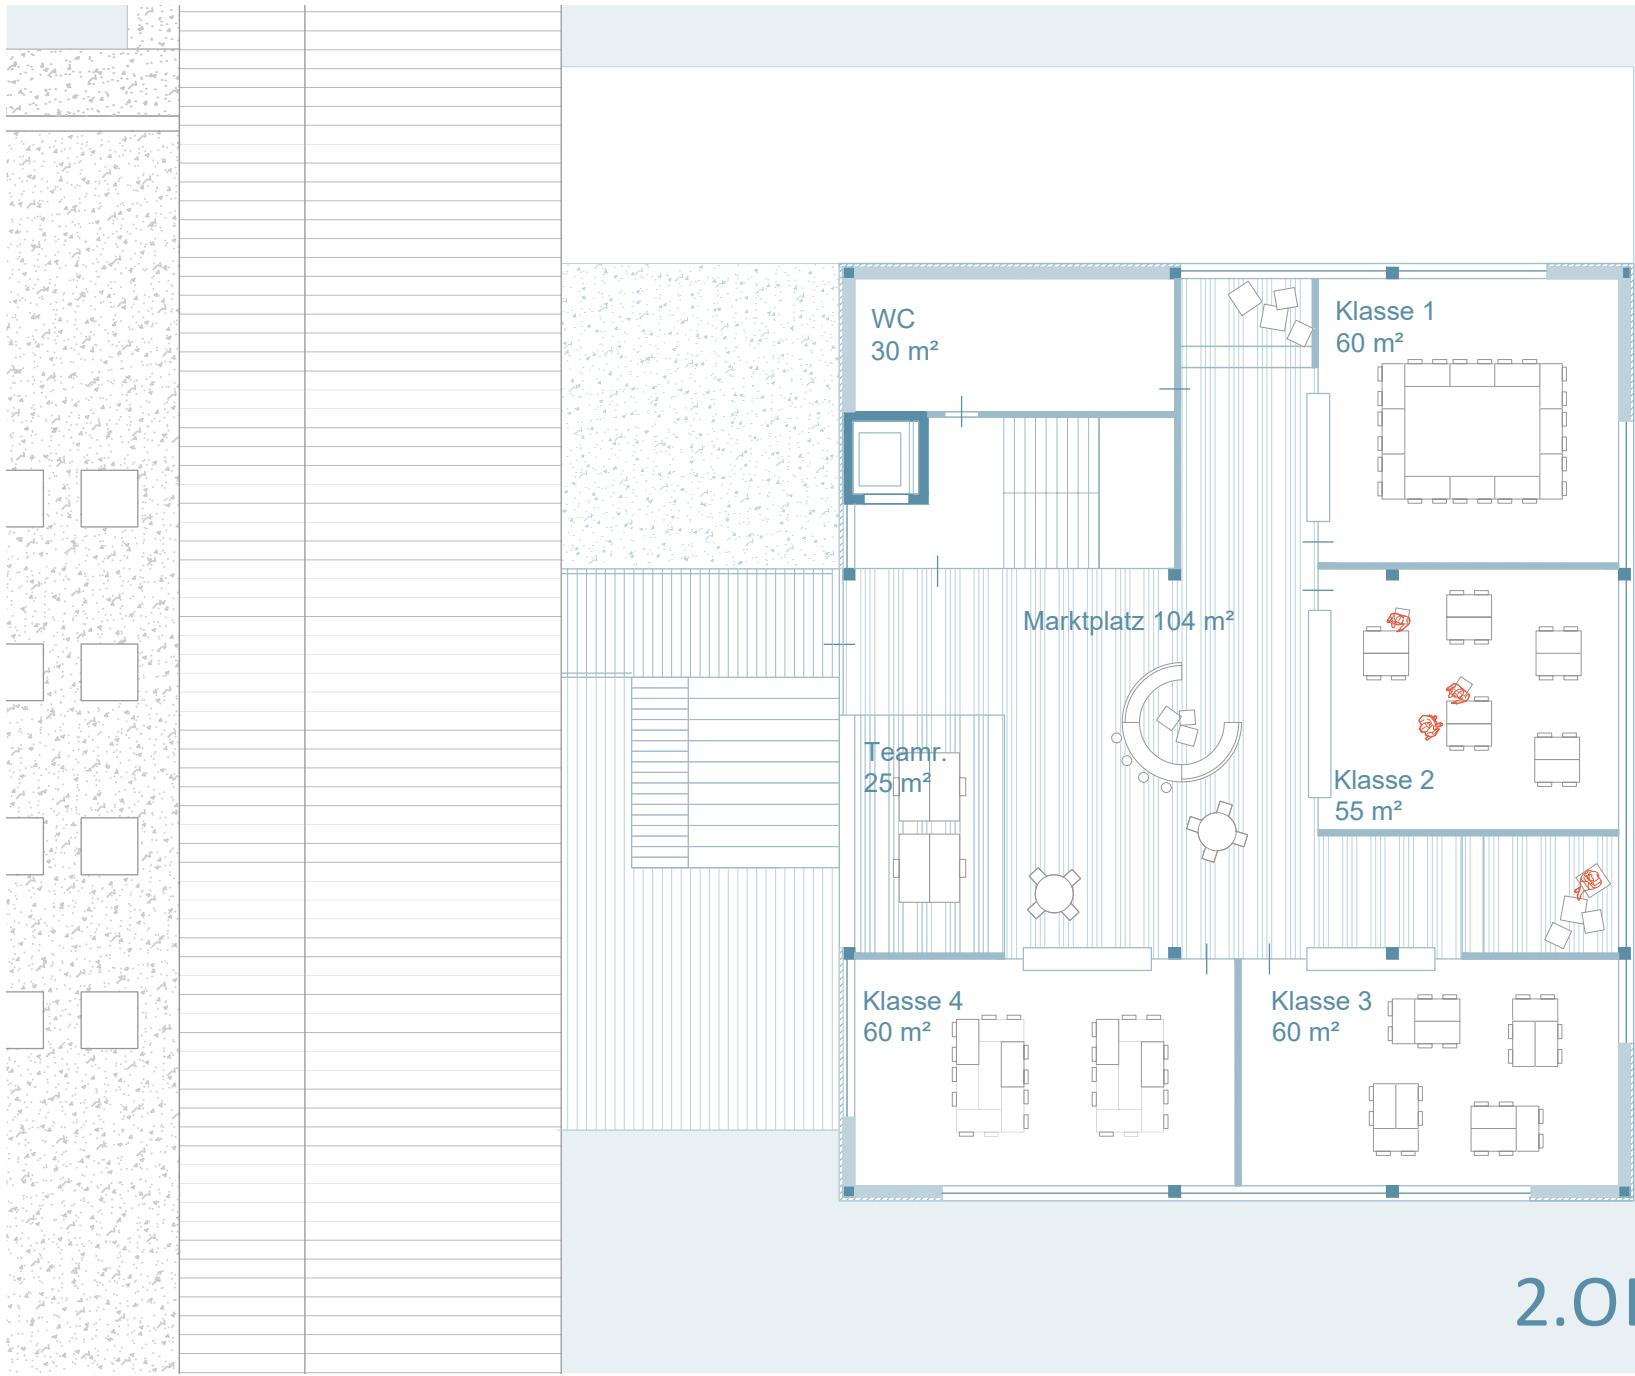 WC
30 m²
Klasse 1
60 m²
Marktplatz 104 m²
Teamr.
25 m²
Klasse 2
55 m²
Klasse 4
60 m²
Klasse 3
60 m²
2.O